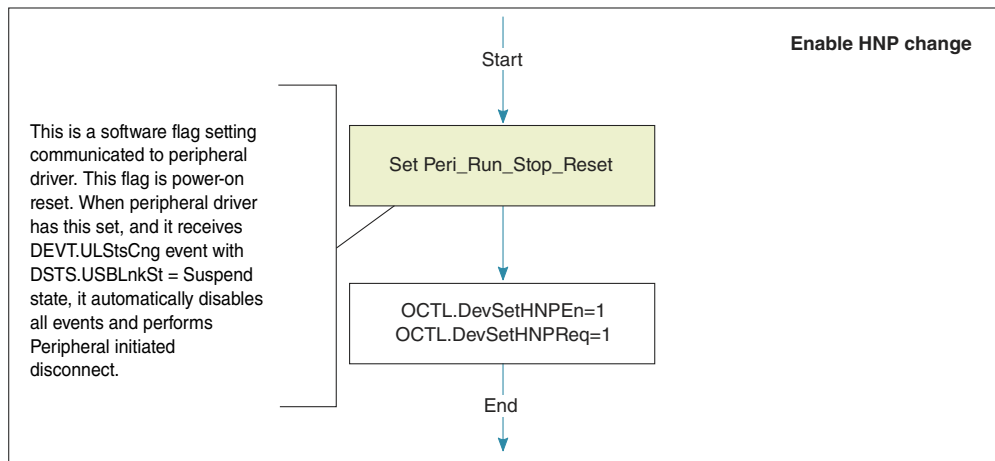 Enable HNP change
Start
This is a software flag setting
communicated to peripheral
driver. This flag is power-on
reset. When peripheral driver
has this set, and it receives
DEVT.ULStsCng event with
DSTS.USBLnkSt = Suspend
state, it automatically disables
all events and performs
Peripheral initiated
disconnect.
Set Peri_Run_Stop_Reset
OCTL.DevSetHNPEn=1
OCTL.DevSetHNPReq=1
End